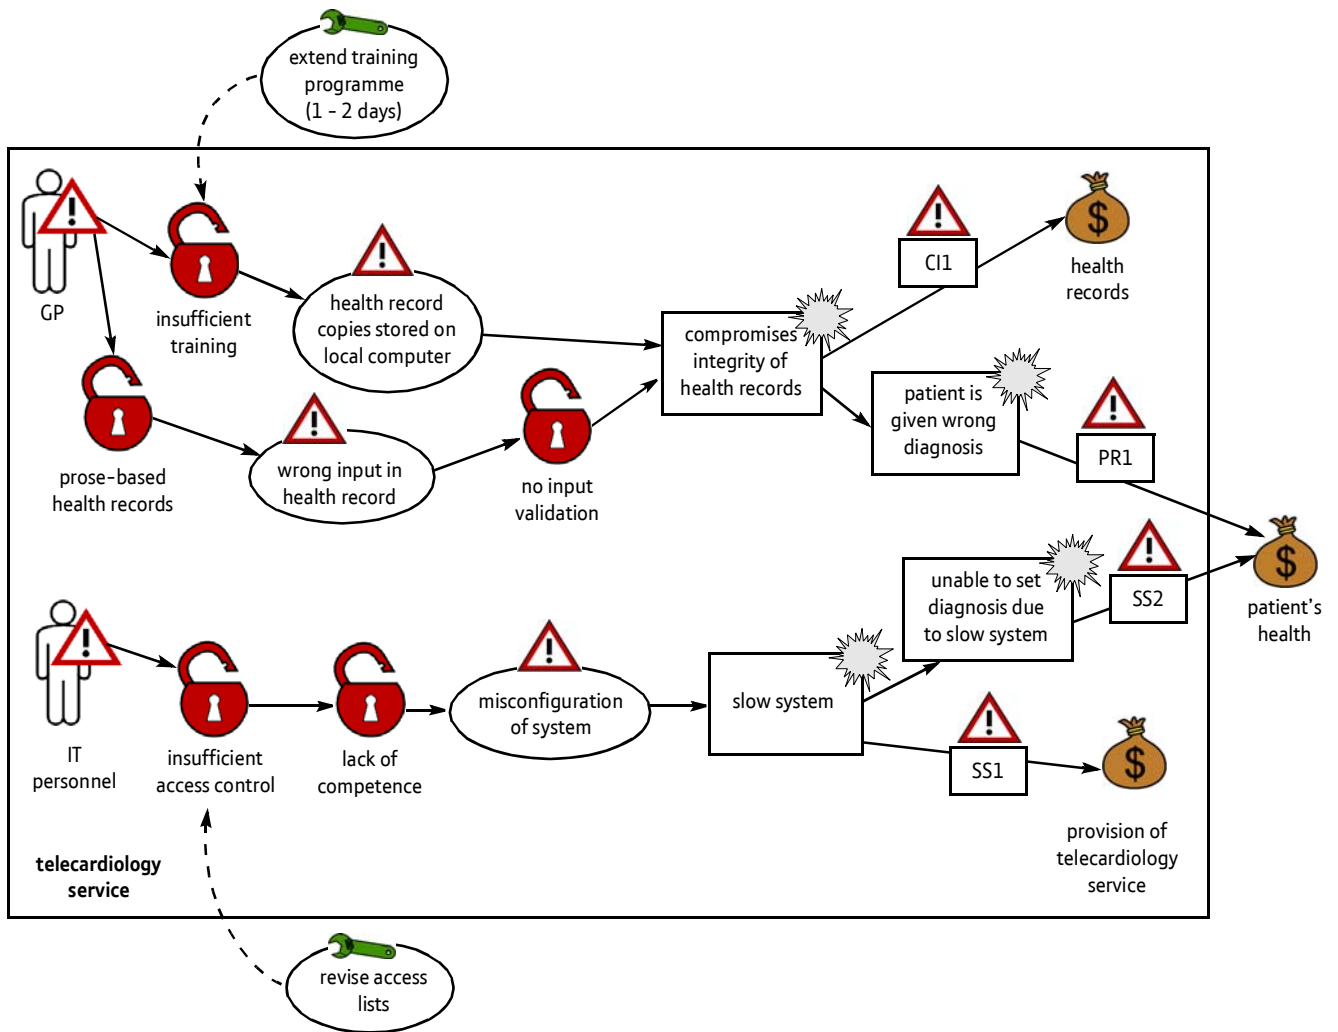 extend training
programme
(1 - 2 days)
GP
insufficient
training
health record
copies stored on
local computer
CI1
health
records
compromises
integrity of
health records
patient is
given wrong
diagnosis
PR1
prose-based
health records
wrong input in
health record
no input
validation
unable to set
diagnosis due
to slow system
SS2
patient's
health
IT
personnel
insufficient
access control
lack of
competence
misconfiguration
of system
slow system
SS1
provision of
telecardiology
service
telecardiology
service
revise access
lists
$
$
$
!
!
!
!
!
!
!
!
!